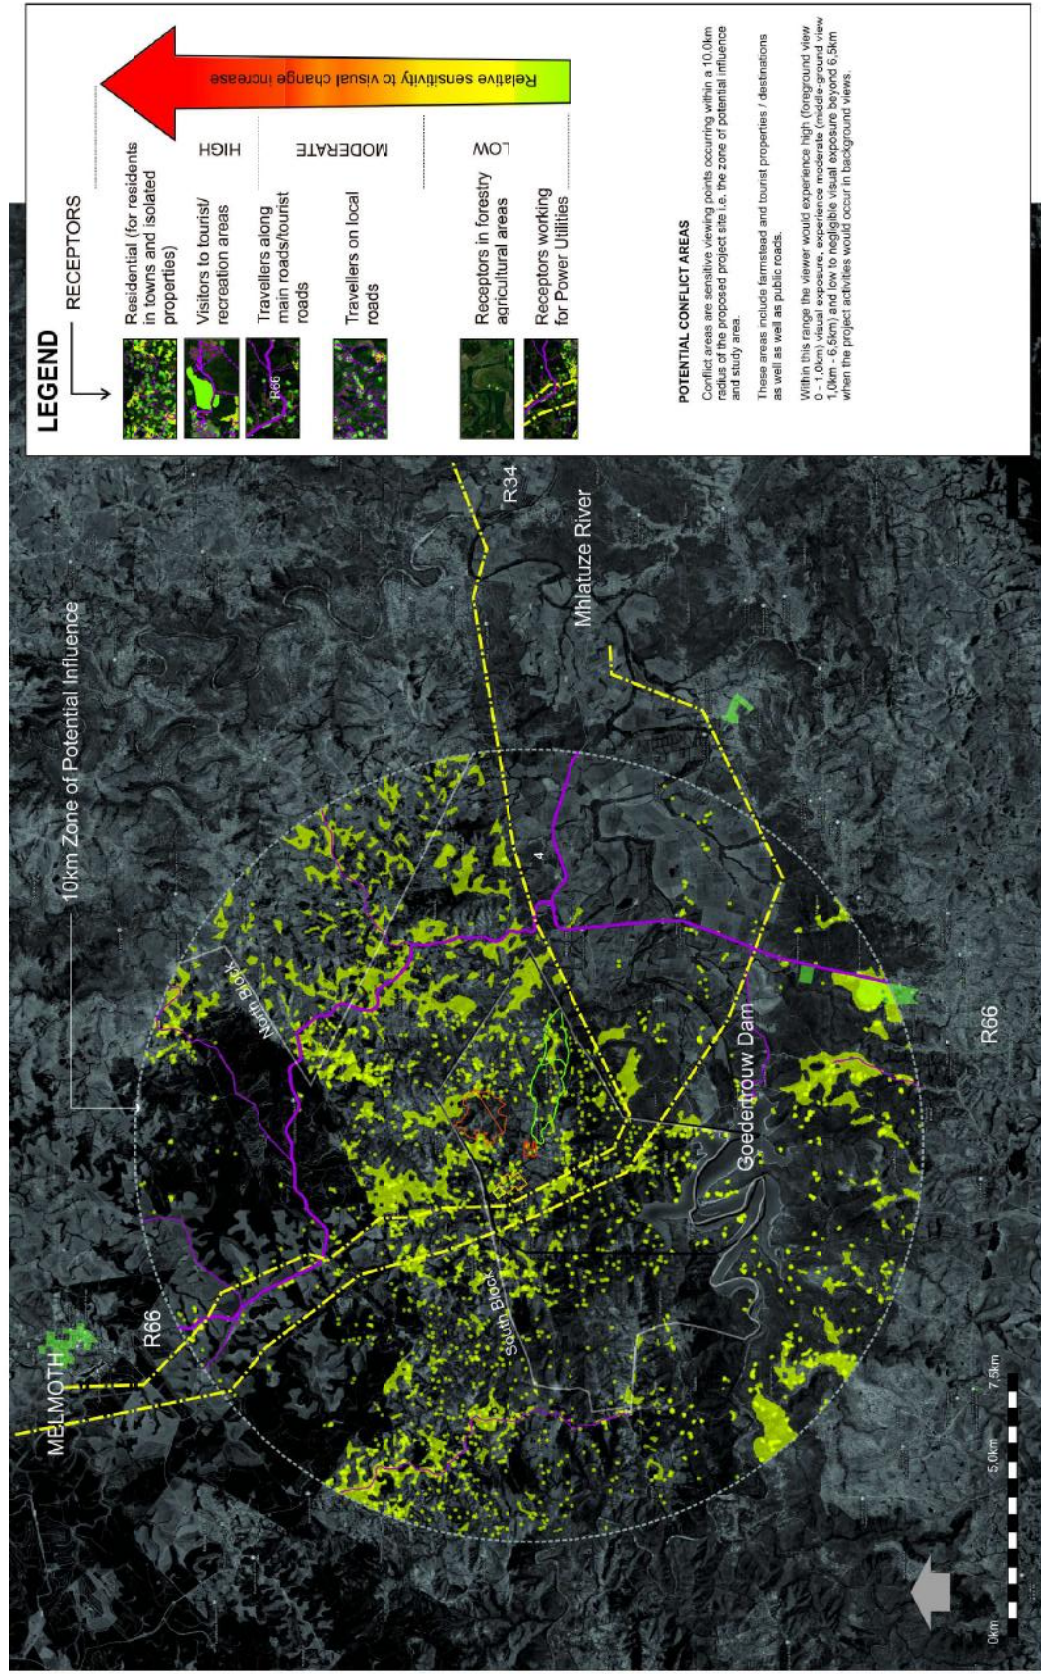 LEGEND
RECEPTORS
Residential (for residents
in towns and isolated
properties)
Visitors to tourist/
recreation areas
Travellers along
main roads/tourist
roads
Travellers on local
roads
Receptors in forestry
agricultural areas
Receptors working
for Power Utilities
R66
HIGH
MODERATE
LOW
Relative sensitivity to visual change increase
POTENTIAL CONFLICT AREAS
Conflict areas are sensitive viewing points occurring within a 10.0km
radius of the proposed project site i.e. the zone of potential influence
and study area.
These areas include farmstead and tourist properties / destinations
as well as well as public roads.
Within this range the viewer would experience high (foreground view
0 - 1,0km) visual exposure, experience moderate (middle-ground view
1,0km - 6,5km) and low to negligible visual exposure beyond 6,5km
when the project activities would occur in background views.
10km Zone of Potential Influence
MELMOTH
R66
North Block
South Block
R34
4
Mhlatuze River
Goedertrouw Dam
R66
0km
5,0km
7,5km